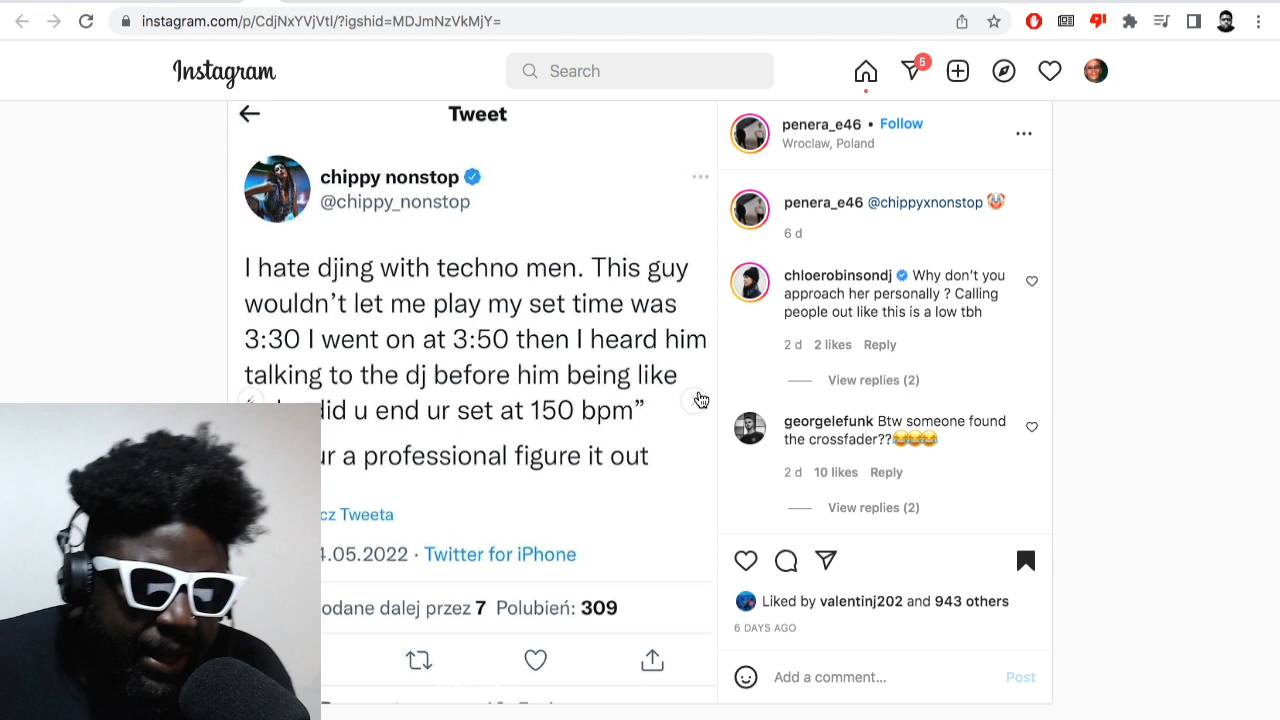 instagram.com/p/CdjNxYVjVtI/?igshid=MDJmNzVkMjY=
Instagram
Search
5
Tweet
chippy nonstop
@chippy_nonstop
I hate djing with techno men. This guy
wouldn't let me play my set time was
3:30 I went on at 3:50 then I heard him
talking to the dj before him being like
did u end ur set at 150 bpm"
a professional figure it out
Tweeta
.05.2022 · Twitter for iPhone
przez 7 Polubień: 309
penera_e46 • Follow
Wroclaw, Poland
penera_e46 @chippyxnonstop 🤡
6 d
chloerobinsondj Why don't you
approach her personally ? Calling
people out like this is a low tbh
2 d 2 likes Reply
View replies (2)
georgelefunk Btw someone found
the crossfader??😂😂😂
2 d 10 likes Reply
View replies (2)
Liked by valentinj202 and 943 others
6 DAYS AGO
Add a comment...
Post